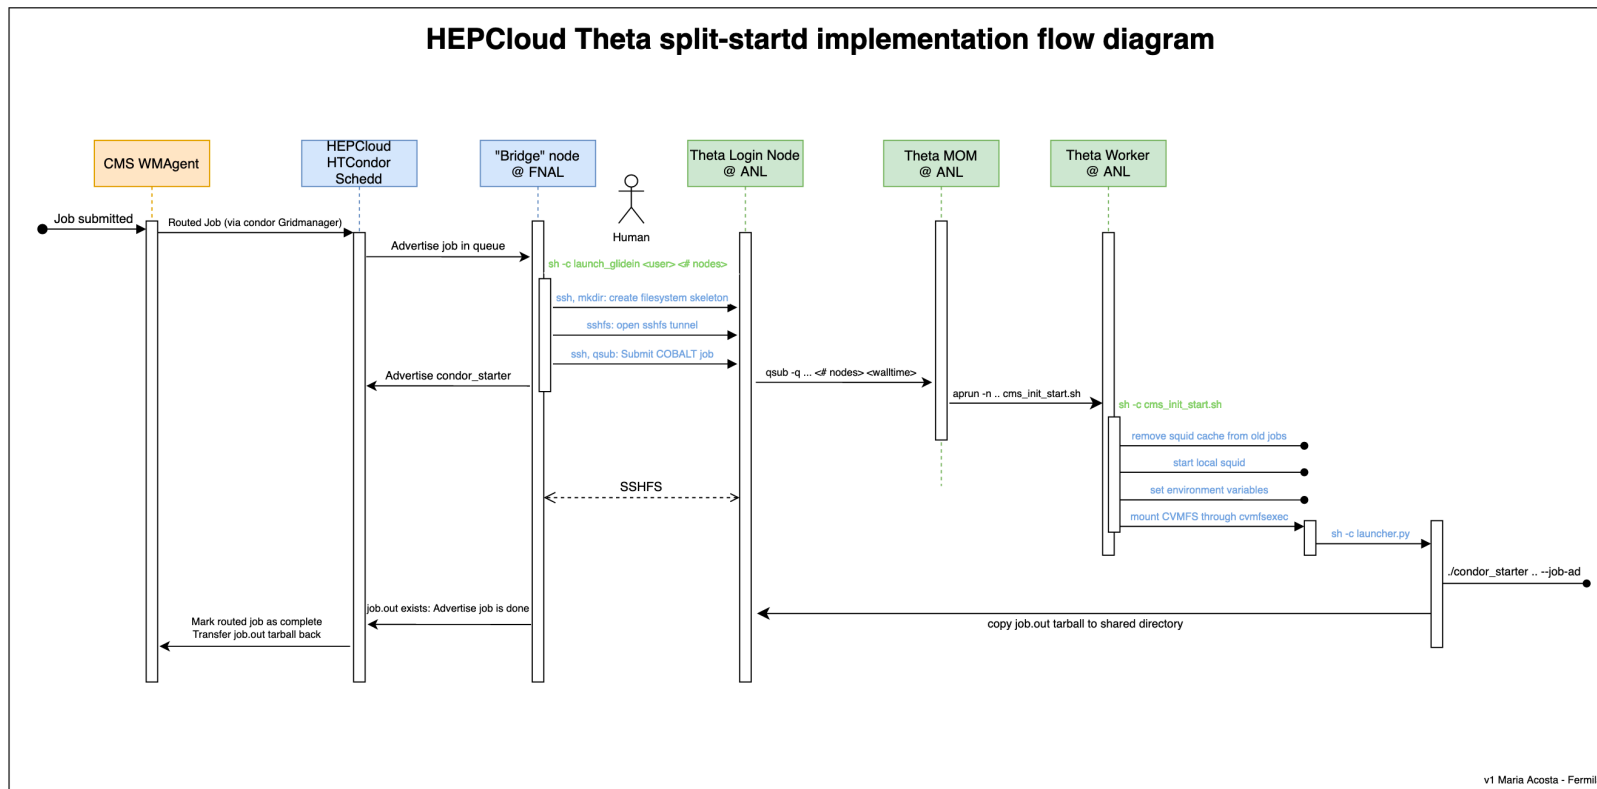 HEPCloud Theta split-startd implementation flow diagram
CMS WMAgent
HEPCloud
HTCondor
Schedd
"Bridge" node
@ FNAL
Human
Theta Login Node
@ ANL
Theta MOM
@ ANL
Theta Worker
@ ANL
Job submitted
Routed Job (via condor Gridmanager)
Advertise job in queue
sh -c launch_glidein <user> <# nodes>
ssh, mkdir: create filesystem skeleton
sshfs: open sshfs tunnel
ssh, qsub: Submit COBALT job
Advertise condor_starter
qsub -q ... <# nodes> <walltime>
aprun -n .. cms_init_start.sh
sh -c cms_init_start.sh
remove squid cache from old jobs
start local squid
set environment variables
mount CVMFS through cvmfsexec
SSHFS
sh -c launcher.py
./condor_starter .. --job-ad
copy job.out tarball to shared directory
job.out exists: Advertise job is done
Mark routed job as complete
Transfer job.out tarball back
v1 Maria Acosta - Fermil